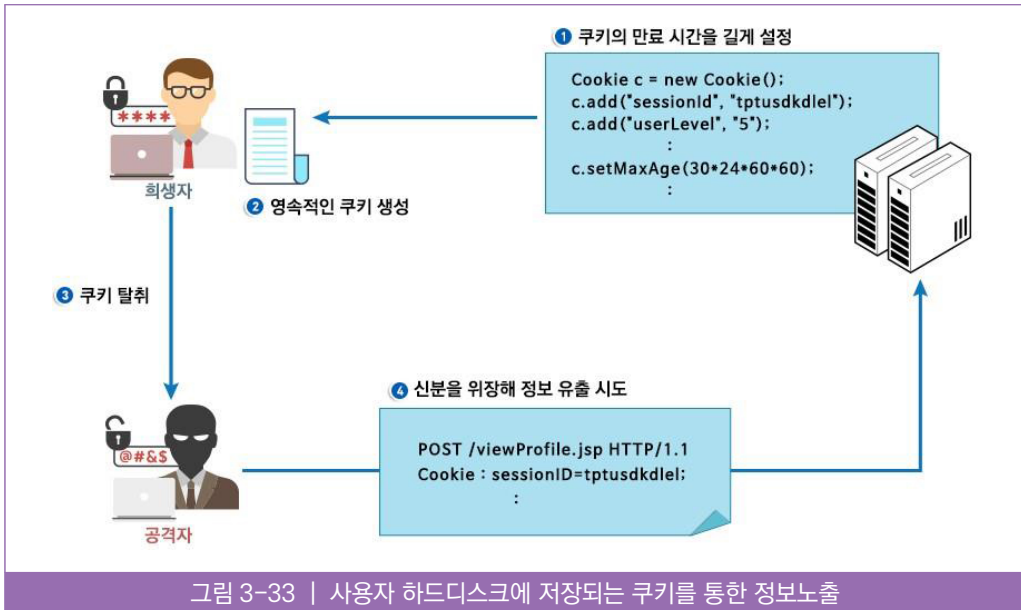 ❶ 쿠키의 만료 시간을 길게 설정
Cookie c = new Cookie();
c.add("sessionId", "tptusdkdlel");
c.add("userLevel", "5");
:
c.setMaxAge(30*24*60*60);
:
****
희생자
❷ 영속적인 쿠키 생성
❸ 쿠키 탈취
@#&$
공격자
❹ 신분을 위장해 정보 유출 시도
POST /viewProfile.jsp HTTP/1.1
Cookie : sessionID=tptusdkdlel;
:
그림 3-33 | 사용자 하드디스크에 저장되는 쿠키를 통한 정보노출